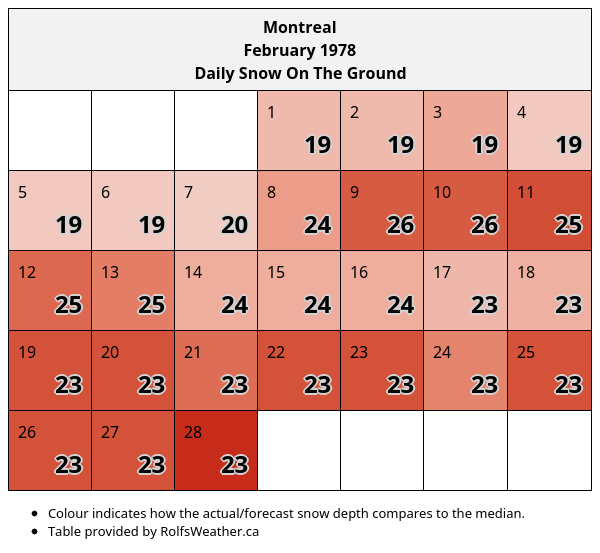 Montreal
February 1978
Daily Snow On The Ground
1 2 3 4
19 19 19 19
5 6 7 8 9 10 11
19 19 20 24 26 26 25
12 13 14 15 16 17 18
25 25 24 24 24 23 23
19 20 21 22 23 24 25
23 23 23 23 23 23 23
26 27 28
23 23 23
• Colour indicates how the actual/forecast snow depth compares to the median.
• Table provided by RolfsWeather.ca